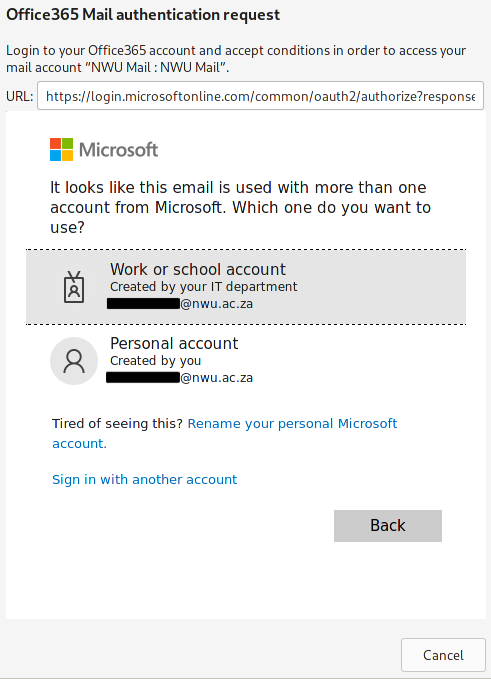 Office365 Mail authentication request
Login to your Office365 account and accept conditions in order to access your
mail account “NWU Mail : NWU Mail”.
URL: https://login.microsoftonline.com/common/oauth2/authorize?response
Microsoft
It looks like this email is used with more than one
account from Microsoft. Which one do you want to
use?
Work or school account
Created by your IT department
@nwu.ac.za
Personal account
Created by you
@nwu.ac.za
Tired of seeing this? Rename your personal Microsoft
account.
Sign in with another account
Back
Cancel